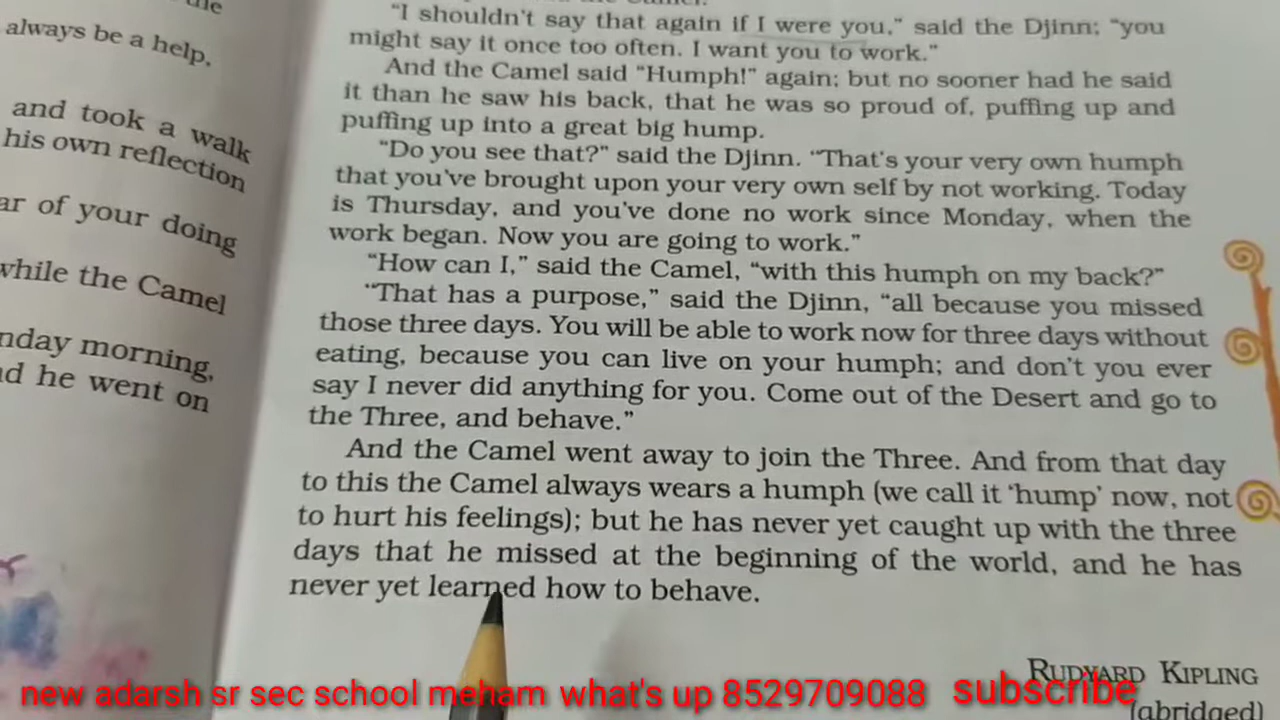 always be a help.
and took a walk
his own reflection
of your doing
while the Camel
morning,
he went on
"I shouldn't say that again if I were you," said the Djinn; "you
might say it once too often. I want you to work."
And the Camel said "Humph!" again; but no sooner had he said
it than he saw his back, that he was so proud of, puffing up and
puffing up into a great big hump.
"Do you see that?" said the Djinn. "That's your very own humph
that you've brought upon your very own self by not working. Today
is Thursday, and you've done no work since Monday, when the
work began. Now you are going to work."
"How can I," said the Camel, "with this humph on my back?"
"That has a purpose," said the Djinn, "all because you missed
those three days. You will be able to work now for three days without
eating, because you can live on your humph; and don't you ever
say I never did anything for you. Come out of the Desert and go to
the Three, and behave."
And the Camel went away to join the Three. And from that day
to this the Camel always wears a humph (we call it 'hump' now, not
to hurt his feelings); but he has never yet caught up with the three
days that he missed at the beginning of the world, and he has
never yet learned how to behave.
RUDYARD KIPLING
(abridged)
new adarsh sr sec school meham what's up 8529709088 subscribe